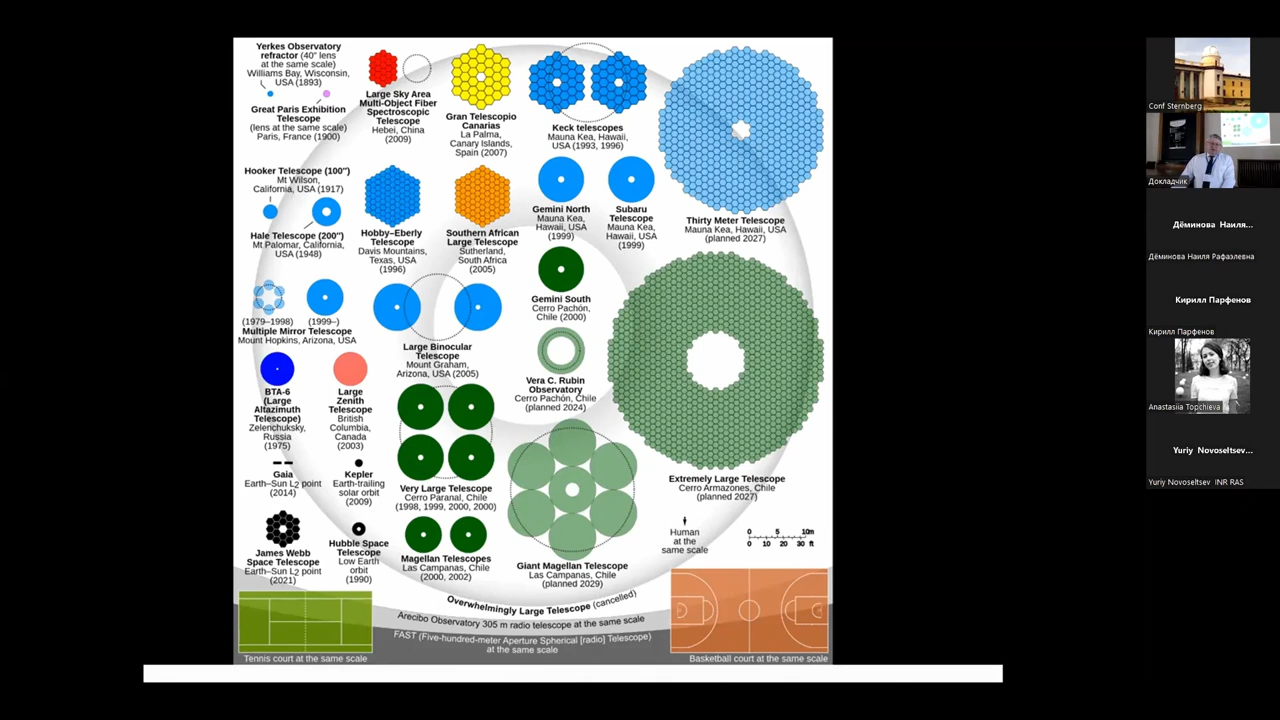 Yerkes Observatory
refractor (40" lens
at the same scale)
Williams Bay, Wisconsin,
USA (1893)
Great Paris Exhibition
Telescope
(lens at the same scale)
Paris, France (1900)
Large Sky Area
Multi-Object Fiber
Spectroscopic
Telescope
Hebei, China
(2009)
Gran Telescopio
Canarias
La Palma,
Canary Islands,
Spain (2007)
Keck telescopes
Mauna Kea, Hawaii,
USA (1993, 1996)
Thirty Meter Telescope
Mauna Kea, Hawaii, USA
(planned 2027)
Hooker Telescope (100")
Mt Wilson,
California, USA (1917)
Hale Telescope (200")
Mt Palomar, California,
USA (1948)
Hobby–Eberly
Telescope
Davis Mountains,
Texas, USA
(1996)
Southern African
Large Telescope
Sutherland,
South Africa
(2005)
Gemini North
Mauna Kea,
Hawaii, USA
(1999)
Subaru
Telescope
Mauna Kea,
Hawaii, USA
(1999)
Gemini South
Cerro Pachón,
Chile (2000)
(1979–1998) (1999–)
Multiple Mirror Telescope
Mount Hopkins, Arizona, USA
Large Binocular
Telescope
Mount Graham,
Arizona, USA (2005)
Vera C. Rubin
Observatory
Cerro Pachón, Chile
(planned 2024)
BTA-6
(Large
Altazimuth
Telescope)
Zelenchuksky,
Russia
(1975)
Large
Zenith
Telescope
British
Columbia,
Canada
(2003)
Very Large Telescope
Cerro Paranal, Chile
(1998, 1999, 2000, 2000)
Extremely Large Telescope
Cerro Armazones, Chile
(planned 2027)
Gaia
Earth–Sun L2 point
(2014)
Kepler
Earth-trailing
solar orbit
(2009)
James Webb
Space Telescope
Earth–Sun L2 point
(2021)
Hubble Space
Telescope
Low Earth
orbit
(1990)
Magellan Telescopes
Las Campanas, Chile
(2000, 2002)
Giant Magellan Telescope
Las Campanas, Chile
(planned 2029)
Human
at the
same scale
0 5 10m
0 10 20 30 ft
Overwhelmingly Large Telescope (cancelled)
Arecibo Observatory 305 m radio telescope at the same scale
FAST (Five-hundred-meter Aperture Spherical [radio] Telescope)
at the same scale
Tennis court at the same scale
Basketball court at the same scale
Conf Sternberg
Докладчик
Дёминова Наиля...
Дёминова Наиля Рафаэлевна
Кирилл Парфенов
Кирилл Парфенов
Anastasiia Topchieva
Yuriy Novoseltsev...
Yuriy Novoseltsev INR RAS